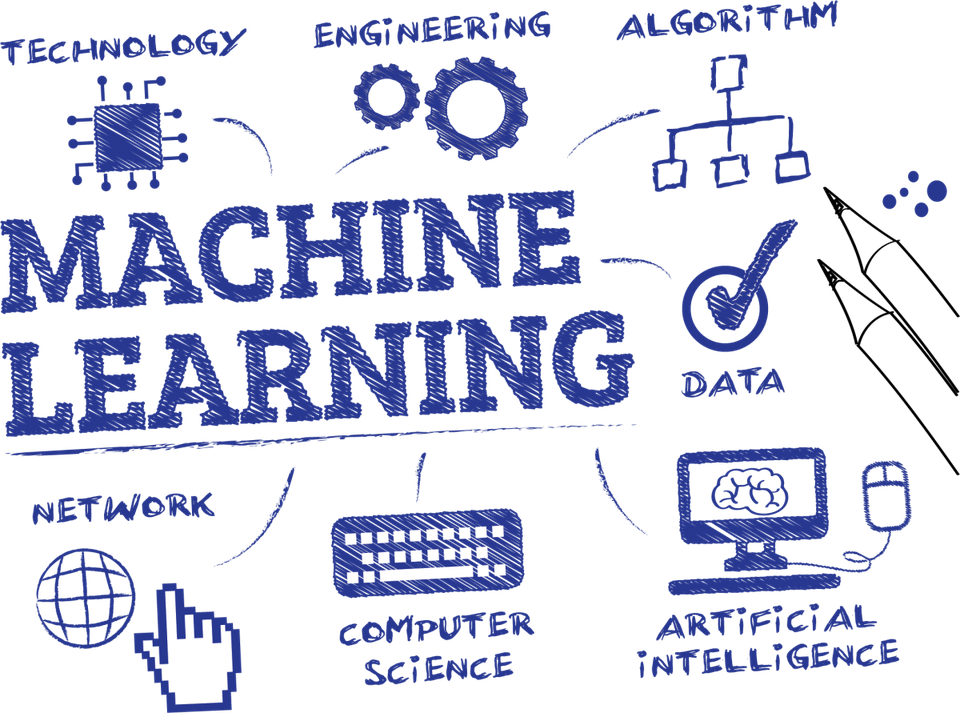 TECHNOLOGY
ENGINEERING
ALGORITHM
MACHINE
LEARNING
DATA
NETWORK
COMPUTER
SCIENCE
ARTIFICIAL
INTELLIGENCE